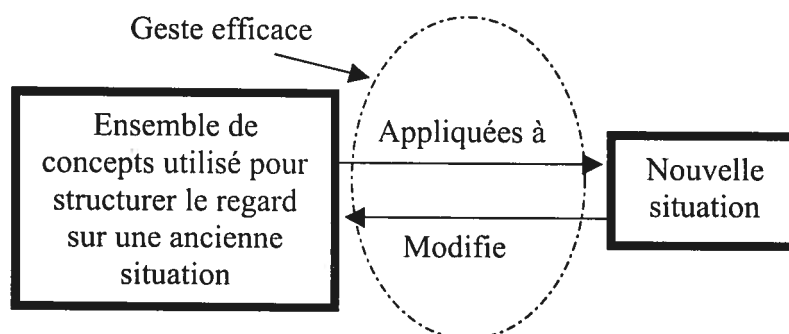 Geste efficace
Ensemble de
concepts utilisé pour
structurer le regard
sur une ancienne
situation
Appliquées à
Modifie
Nouvelle
situation